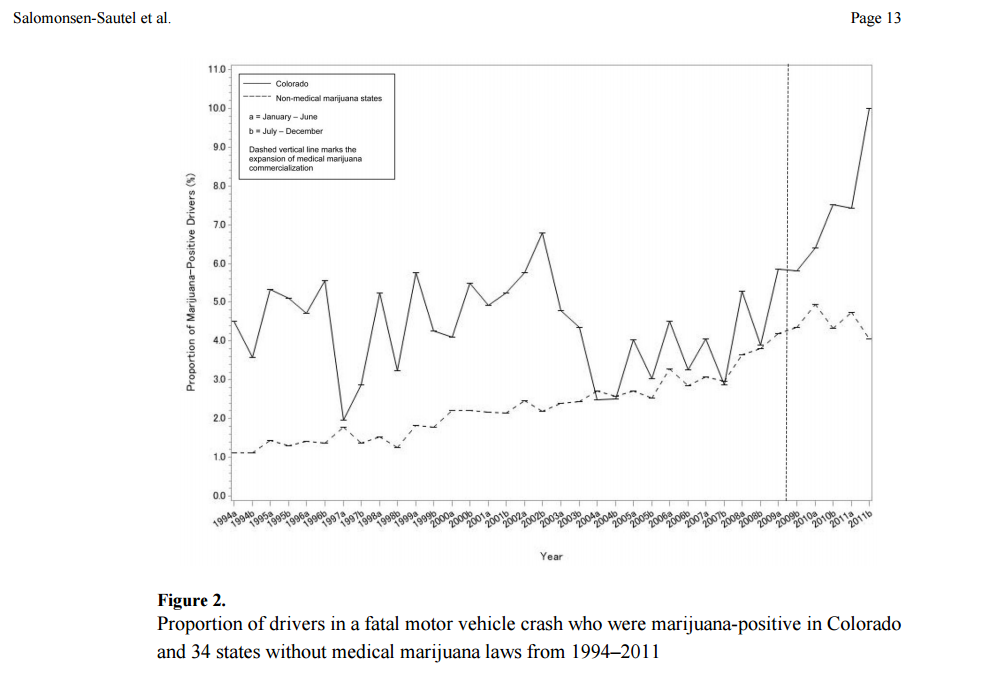 Salomonsen-Sautel et al.
Page 13
11.0
Colorado
Non-medical marijuana states
a = January – June
b = July – December
Dashed vertical line marks the
expansion of medical marijuana
commercialization
10.0
9.0
8.0
7.0
6.0
5.0
4.0
3.0
2.0
1.0
0.0
Proportion of Marijuana-Positive Drivers (%)
1994a
1994b
1995a
1995b
1996a
1996b
1997a
1997b
1998a
1998b
1999a
1999b
2000a
2000b
2001a
2001b
2002a
2002b
2003a
2003b
2004a
2004b
2005a
2005b
2006a
2006b
2007a
2007b
2008a
2008b
2009a
2009b
2010a
2010b
2011a
2011b
Year
Figure 2.
Proportion of drivers in a fatal motor vehicle crash who were marijuana-positive in Colorado
and 34 states without medical marijuana laws from 1994–2011